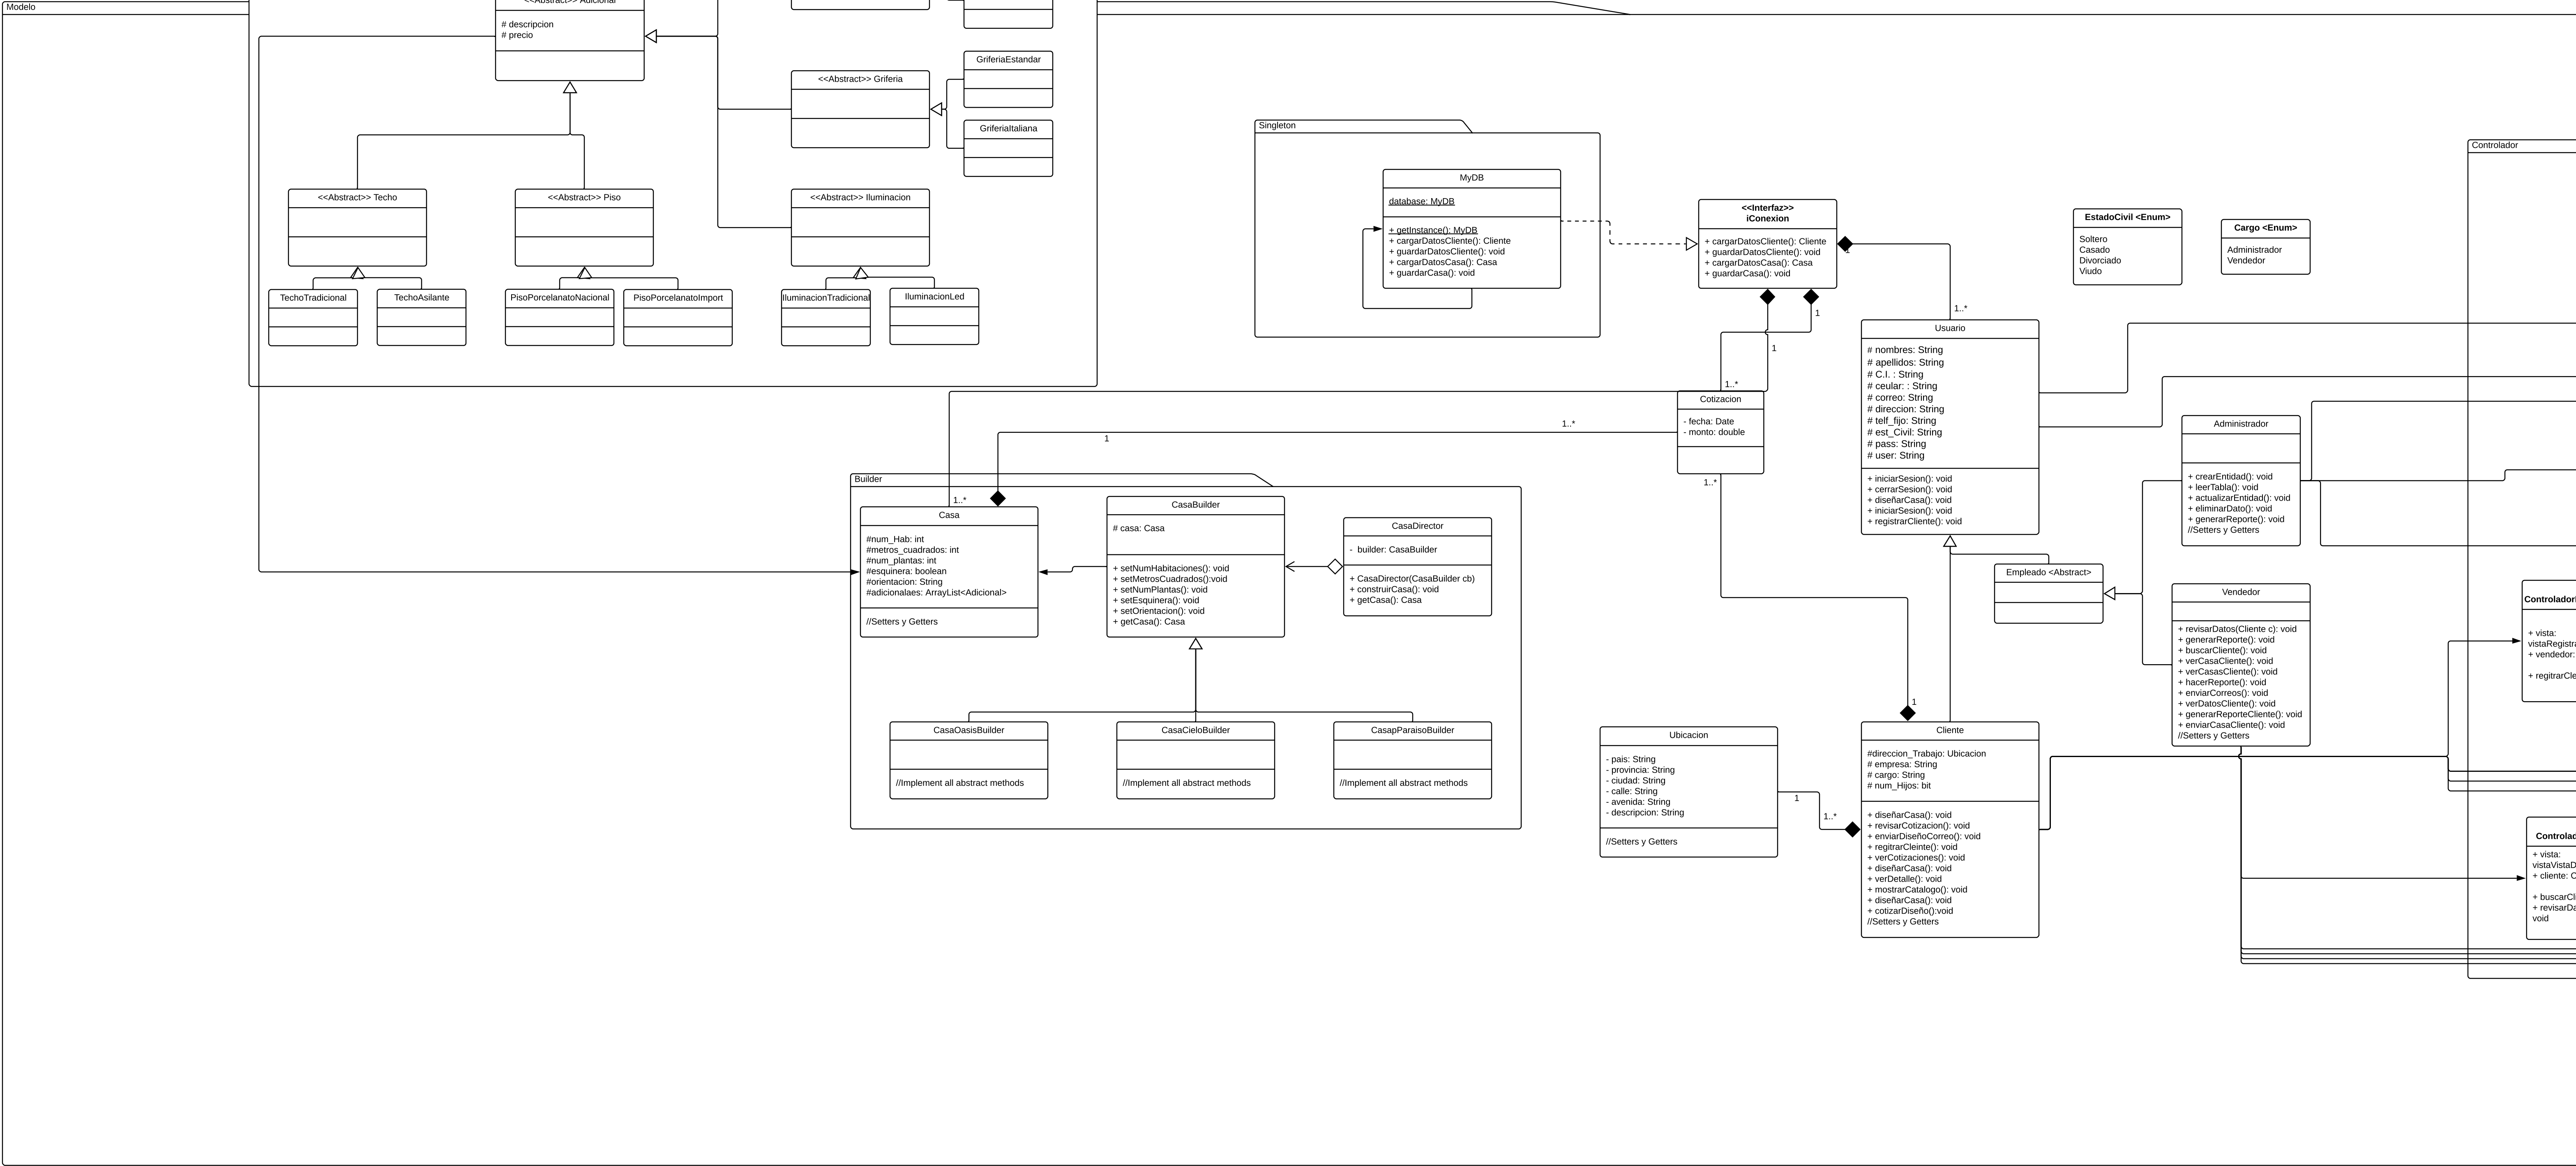 Modelo
<<Abstract>> Adicional
# descripcion
# precio
<<Abstract>> Griferia
GriferiaEstandar
GriferiaItaliana
<<Abstract>> Techo
<<Abstract>> Piso
<<Abstract>> Iluminacion
TechoTradicional
TechoAsilante
PisoPorcelanatoNacional
PisoPorcelanatoImport
IluminacionTradicional
IluminacionLed
Singleton
MyDB
database: MyDB
+ getInstance(): MyDB
+ cargarDatosCliente(): Cliente
+ guardarDatosCliente(): void
+ cargarDatosCasa(): Casa
+ guardarCasa(): void
<<Interfaz>>
iConexion
+ cargarDatosCliente(): Cliente
+ guardarDatosCliente(): void
+ cargarDatosCasa(): Casa
+ guardarCasa(): void
1
1..*
1
1
1..*
EstadoCivil <Enum>
Soltero
Casado
Divorciado
Viudo
Cargo <Enum>
Administrador
Vendedor
Controlador
Usuario
# nombres: String
# apellidos: String
# C.I. : String
# ceular: : String
# correo: String
# direccion: String
# telf_fijo: String
# est_Civil: String
# pass: String
# user: String
+ iniciarSesion(): void
+ cerrarSesion(): void
+ diseñarCasa(): void
+ iniciarSesion(): void
+ registrarCliente(): void
Cotizacion
- fecha: Date
- monto: double
1..*
1
1..*
Administrador
+ crearEntidad(): void
+ leerTabla(): void
+ actualizarEntidad(): void
+ eliminarDato(): void
+ generarReporte(): void
//Setters y Getters
Builder
1..*
Casa
#num_Hab: int
#metros_cuadrados: int
#num_plantas: int
#esquinera: boolean
#orientacion: String
#adicionalaes: ArrayList<Adicional>
//Setters y Getters
CasaBuilder
# casa: Casa
+ setNumHabitaciones(): void
+ setMetrosCuadrados():void
+ setNumPlantas(): void
+ setEsquinera(): void
+ setOrientacion(): void
+ getCasa(): Casa
CasaDirector
- builder: CasaBuilder
+ CasaDirector(CasaBuilder cb)
+ construirCasa(): void
+ getCasa(): Casa
CasaOasisBuilder
//Implement all abstract methods
CasaCieloBuilder
//Implement all abstract methods
CasapParaisoBuilder
//Implement all abstract methods
Empleado <Abstract>
Vendedor
+ revisarDatos(Cliente c): void
+ generarReporte(): void
+ buscarCliente(): void
+ verCasaCliente(): void
+ verCasasCliente(): void
+ hacerReporte(): void
+ enviarCorreos(): void
+ verDatosCliente(): void
+ generarReporteCliente(): void
+ enviarCasaCliente(): void
//Setters y Getters
Ubicacion
- pais: String
- provincia: String
- ciudad: String
- calle: String
- avenida: String
- descripcion: String
//Setters y Getters
1
1..*
1
Cliente
#direccion_Trabajo: Ubicacion
# empresa: String
# cargo: String
# num_Hijos: bit
+ diseñarCasa(): void
+ revisarCotizacion(): void
+ enviarDiseñoCorreo(): void
+ regitrarCleinte(): void
+ verCotizaciones(): void
+ diseñarCasa(): void
+ verDetalle(): void
+ mostrarCatalogo(): void
+ diseñarCasa(): void
+ cotizarDiseño():void
//Setters y Getters
+ vista:
vistaRegistra
+ vendedor:
+ regitrarCle
Controlad
+ vista:
vistaVistaD
+ cliente: C
+ buscarCli
+ revisarDa
void